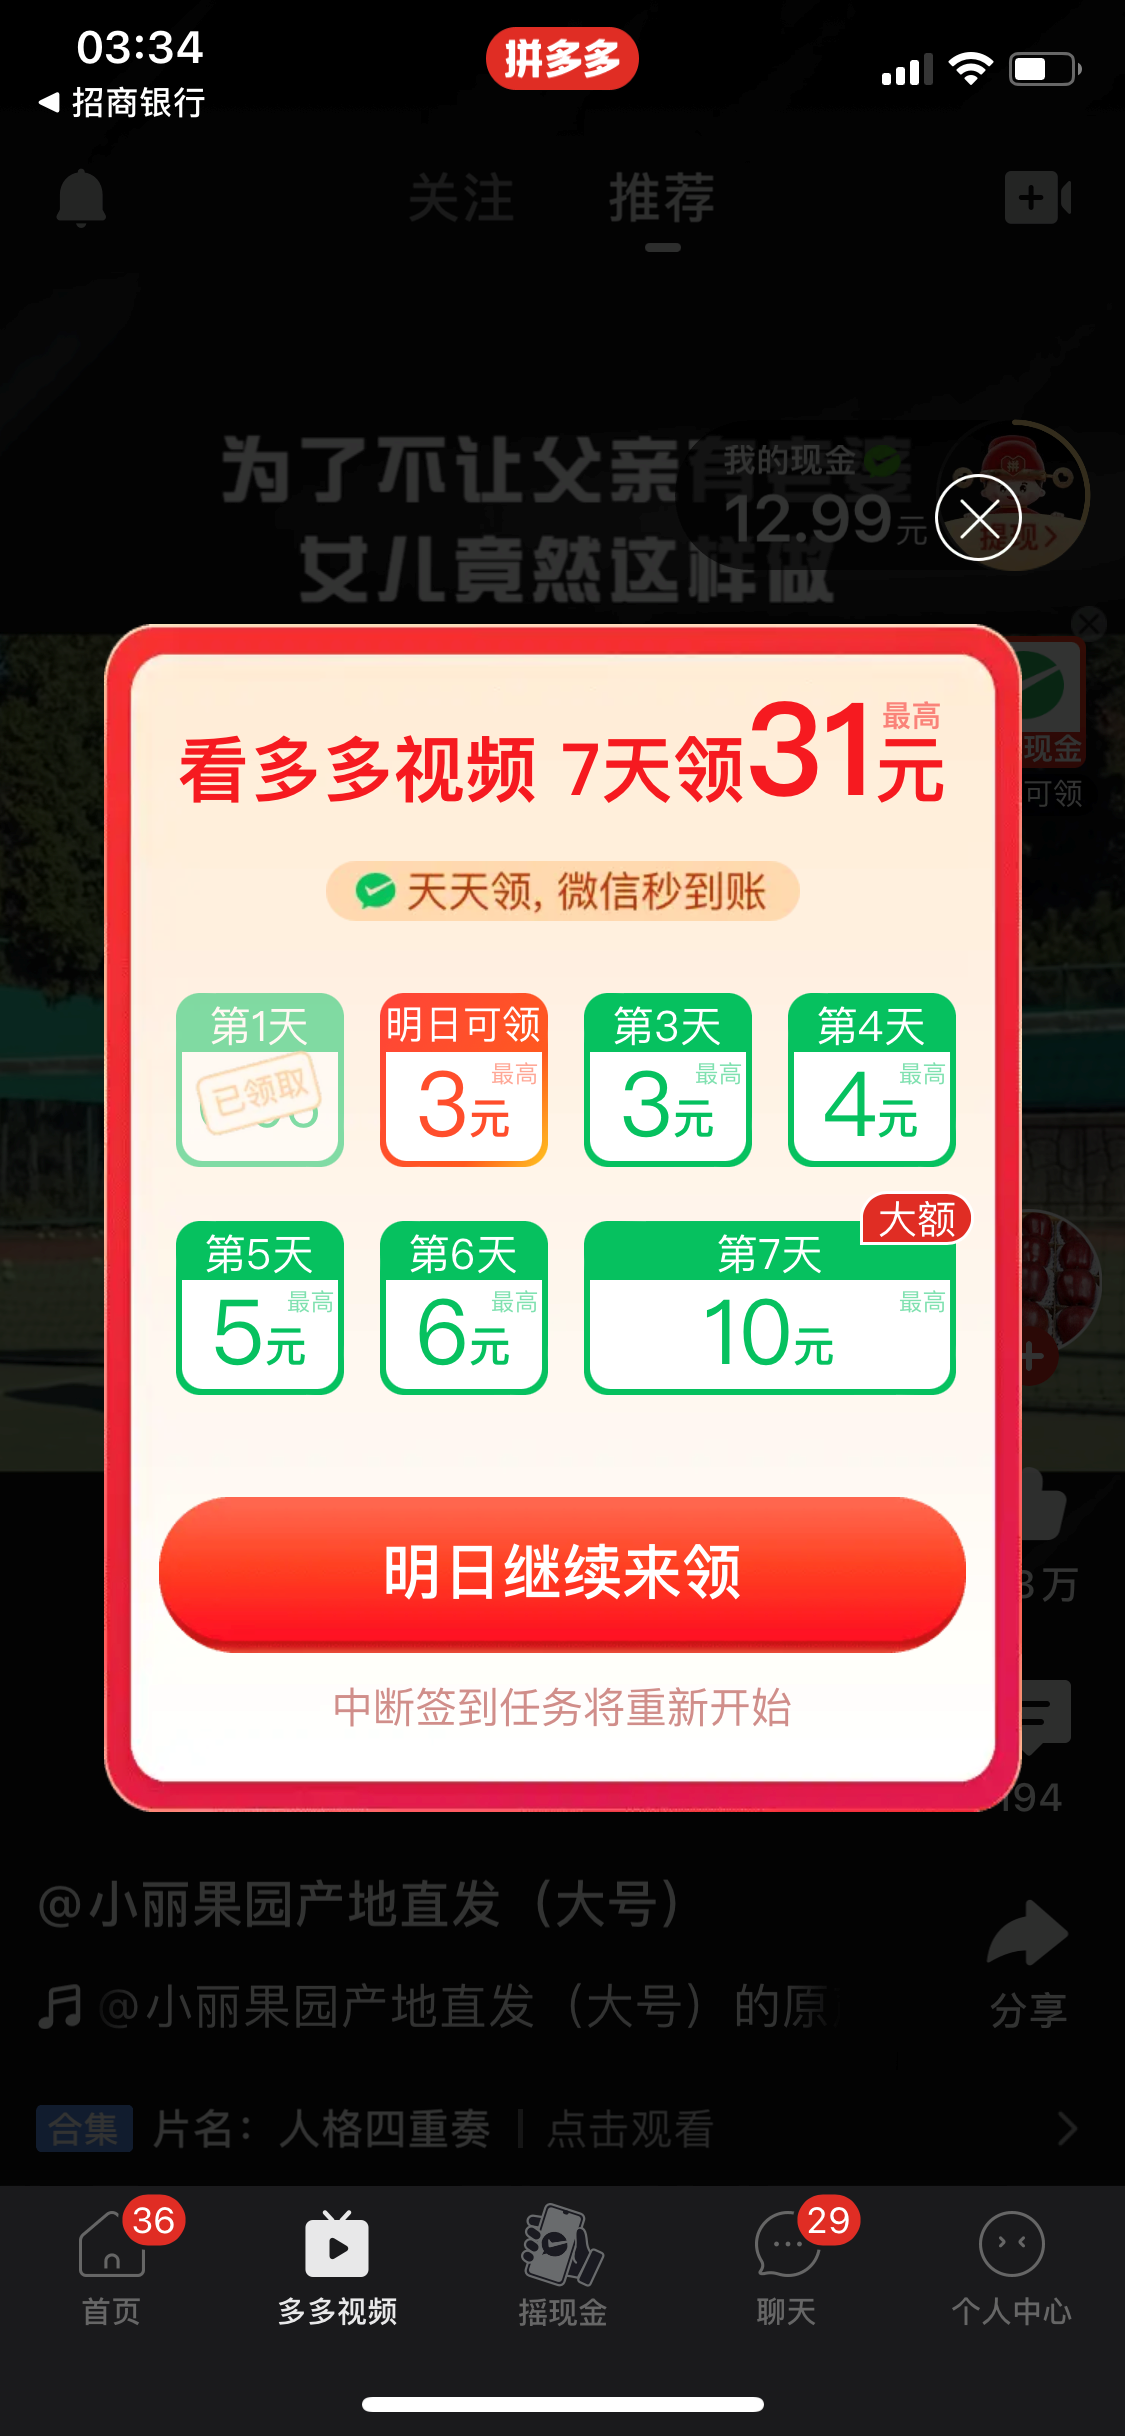 03:34
拼多多
招商银行
关注 推荐
为了不让父亲有老婆
我的现金
12.99元
提现
女儿竟然这样做
最高
看多多视频 7天领31元
现金
可领
天天领, 微信秒到账
第1天 明日可领 第3天 第4天
已领取 最高 3元 最高 3元 最高 4元
大额
第5天 第6天 第7天
最高 5元 最高 6元 最高 10元
明日继续来领
万
中断签到任务将重新开始
194
@小丽果园产地直发（大号）
@小丽果园产地直发（大号）的原
分享
合集 片名：人格四重奏 | 点击观看
36 29
首页 多多视频 摇现金 聊天 个人中心